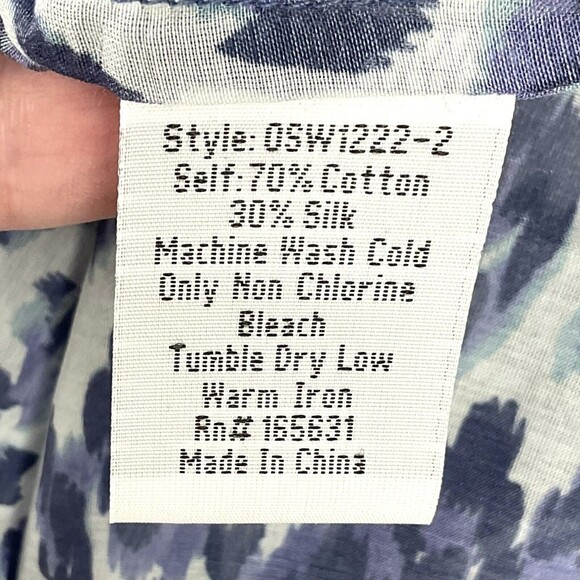 Style: OSW1222-2
Self: 70% Cotton
30% Silk
Machine Wash Cold
Only Non Chlorine
Bleach
Tumble Dry Low
Warm Iron
Rn# 165631
Made In China